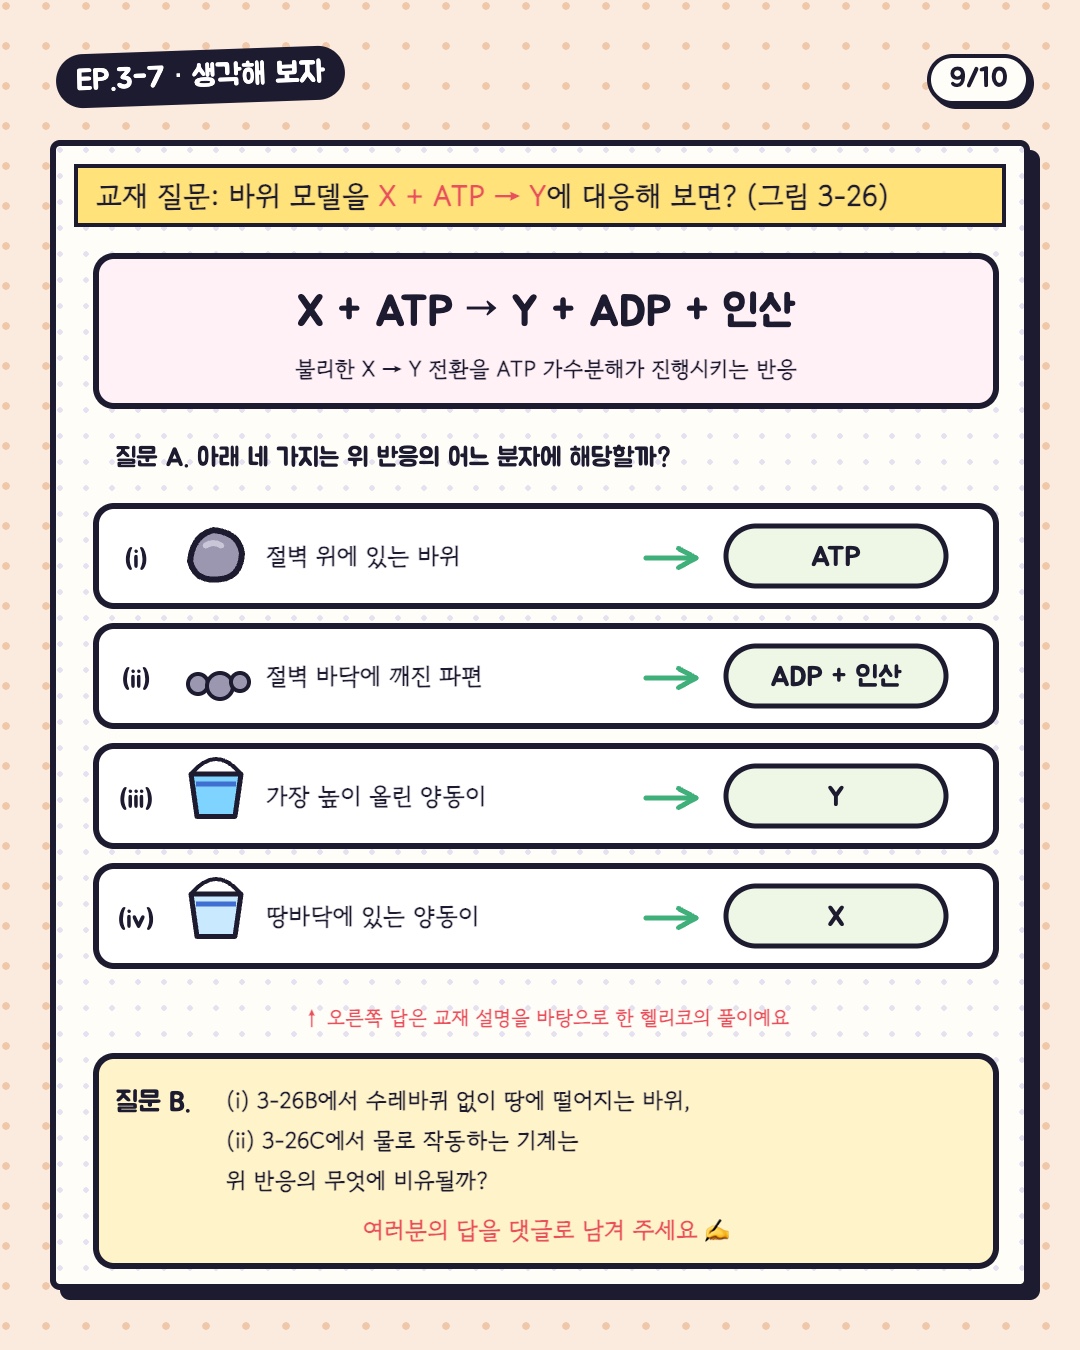 EP.3-7 · 생각해 보자
9/10
교재 질문: 바위 모델을 X + ATP → Y에 대응해 보면? (그림 3-26)
X + ATP → Y + ADP + 인산
불리한 X → Y 전환을 ATP 가수분해가 진행시키는 반응
질문 A. 아래 네 가지는 위 반응의 어느 분자에 해당할까?
(i) 절벽 위에 있는 바위 → ATP
(ii) 절벽 바닥에 깨진 파편 → ADP + 인산
(iii) 가장 높이 올린 양동이 → Y
(iv) 땅바닥에 있는 양동이 → X
↑ 오른쪽 답은 교재 설명을 바탕으로 한 헬리코의 풀이예요
질문 B. (i) 3-26B에서 수레바퀴 없이 땅에 떨어지는 바위,
(ii) 3-26C에서 물로 작동하는 기계는
위 반응의 무엇에 비유될까?
여러분의 답을 댓글로 남겨 주세요 ✍️